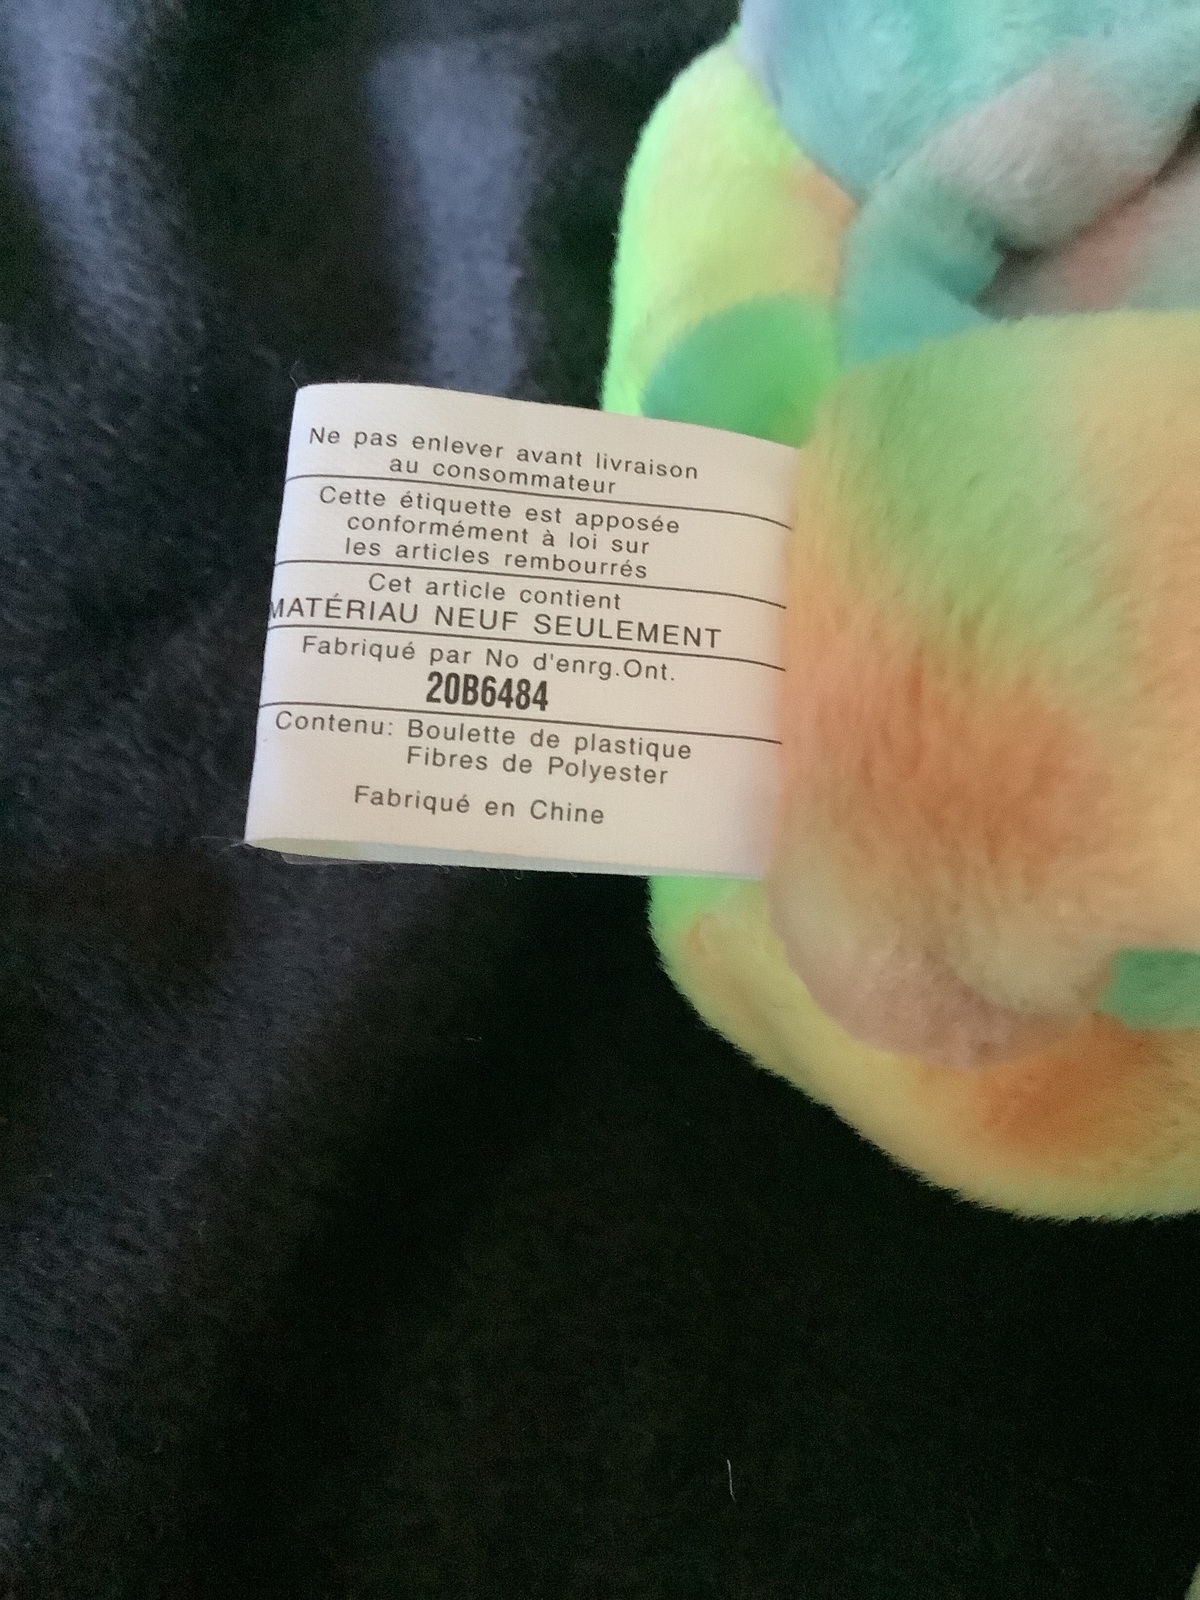 Ne pas enlever avant livraison
au consommateur
Cette étiquette est apposée
conformément à loi sur
les articles rembourrés
Cet article contient
MATÉRIAU NEUF SEULEMENT
Fabriqué par No d'enrg.Ont.
20B6484
Contenu: Boulette de plastique
Fibres de Polyester
Fabriqué en Chine